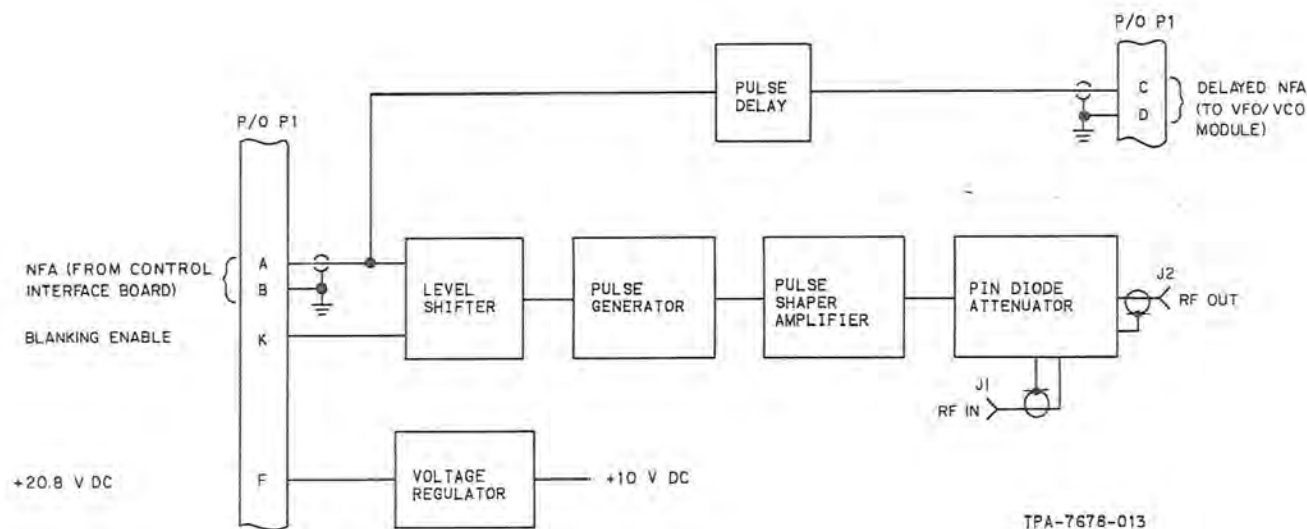 P/O P1
PULSE
DELAY
C
D
DELAYED NFA
(TO VFO/VCO
MODULE)
P/O P1
NFA (FROM CONTROL
INTERFACE BOARD)
A
B
BLANKING ENABLE
K
LEVEL
SHIFTER
PULSE
GENERATOR
PULSE
SHAPER
AMPLIFIER
PIN DIODE
ATTENUATOR
J2
RF OUT
J1
RF IN
+20.8 V DC
F
VOLTAGE
REGULATOR
+10 V DC
TPA-7678-013